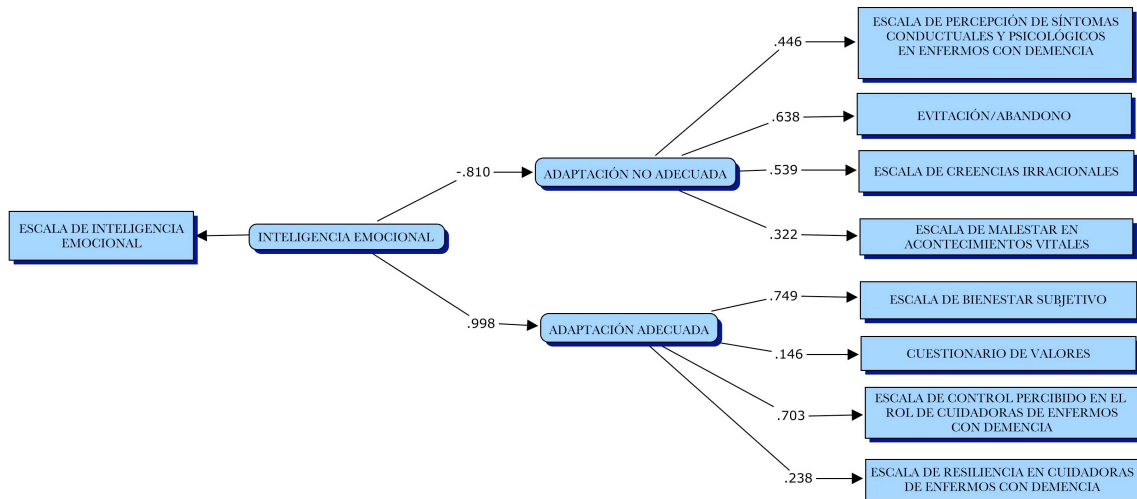 ESCALA DE PERCEPCIÓN DE SÍNTOMAS
CONDUCTUALES Y PSICOLÓGICOS
EN ENFERMOS CON DEMENCIA
.446
.638
EVITACIÓN/ABANDONO
-.810
ADAPTACIÓN NO ADECUADA
.539
ESCALA DE CREENCIAS IRRACIONALES
.322
ESCALA DE MALESTAR EN
ACONTECIMIENTOS VITALES
ESCALA DE INTELIGENCIA
EMOCIONAL
INTELIGENCIA EMOCIONAL
.749
ESCALA DE BIENESTAR SUBJETIVO
.998
ADAPTACIÓN ADECUADA
.146
CUESTIONARIO DE VALORES
.703
ESCALA DE CONTROL PERCIBIDO EN EL
ROL DE CUIDADORAS DE ENFERMOS
CON DEMENCIA
.238
ESCALA DE RESILIENCIA EN CUIDADORAS
DE ENFERMOS CON DEMENCIA